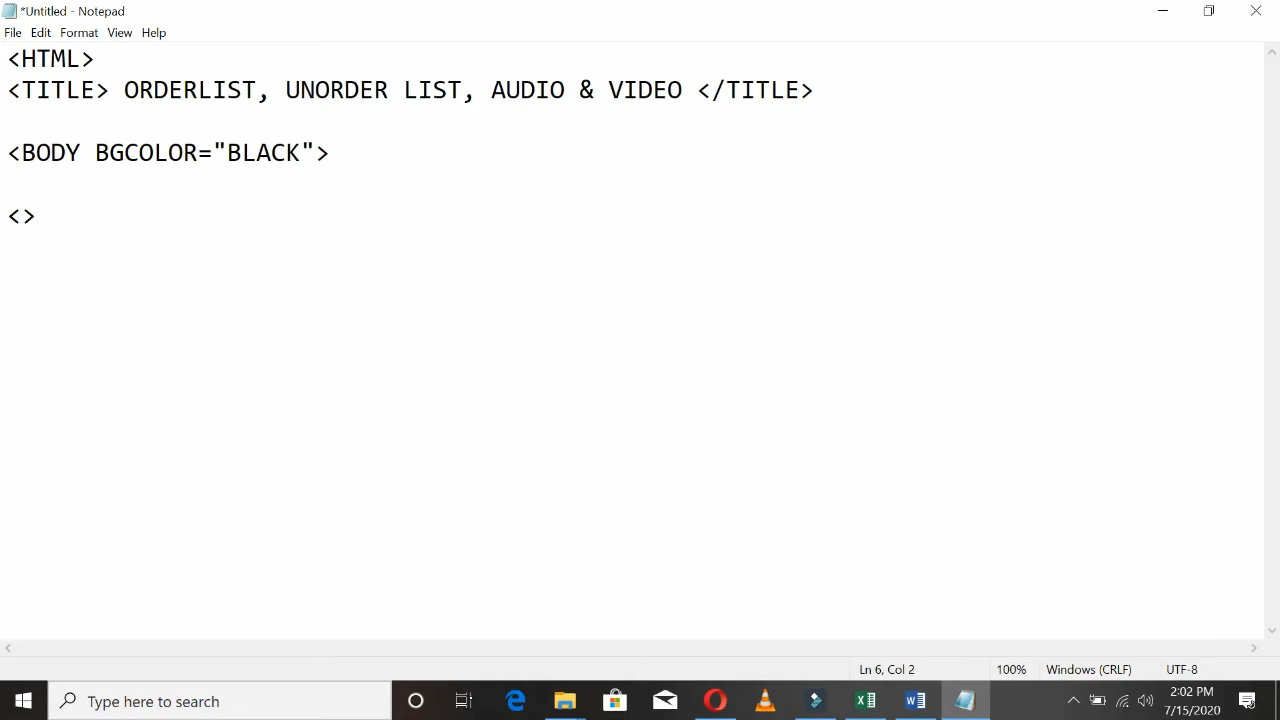 *Untitled - Notepad
File Edit Format View Help
<HTML>
<TITLE> ORDERLIST, UNORDER LIST, AUDIO & VIDEO </TITLE>
<BODY BGCOLOR="BLACK">
<>
Ln 6, Col 2 100% Windows (CRLF) UTF-8
Type here to search
2:02 PM
7/15/2020